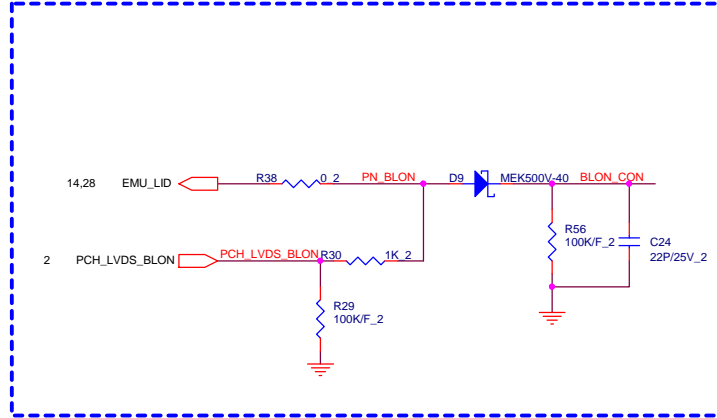 14,28 EMU_LID R38 0_2 PN_BLON D9 MEK500V-40 BLON_CON
R56
100K/F_2
C24
22P/25V_2
2 PCH_LVDS_BLON PCH_LVDS_BLON R30 1K_2
R29
100K/F_2